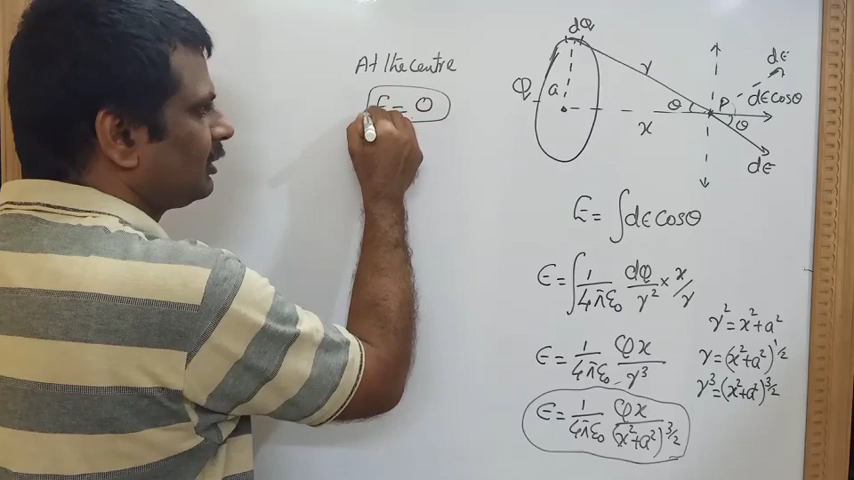 At the centre
E = 0
dQ
Q
a
r
x
θ
P
dE
dE cosθ
θ
dE
E = ∫ dE cosθ
E = ∫ 1/4πε₀ dQ/r² × x/r
E = 1/4πε₀ Qx/r³
E = 1/4πε₀ Qx/(x²+a²)^3/2
r² = x²+a²
r = (x²+a²)^1/2
r³ = (x²+a²)^3/2